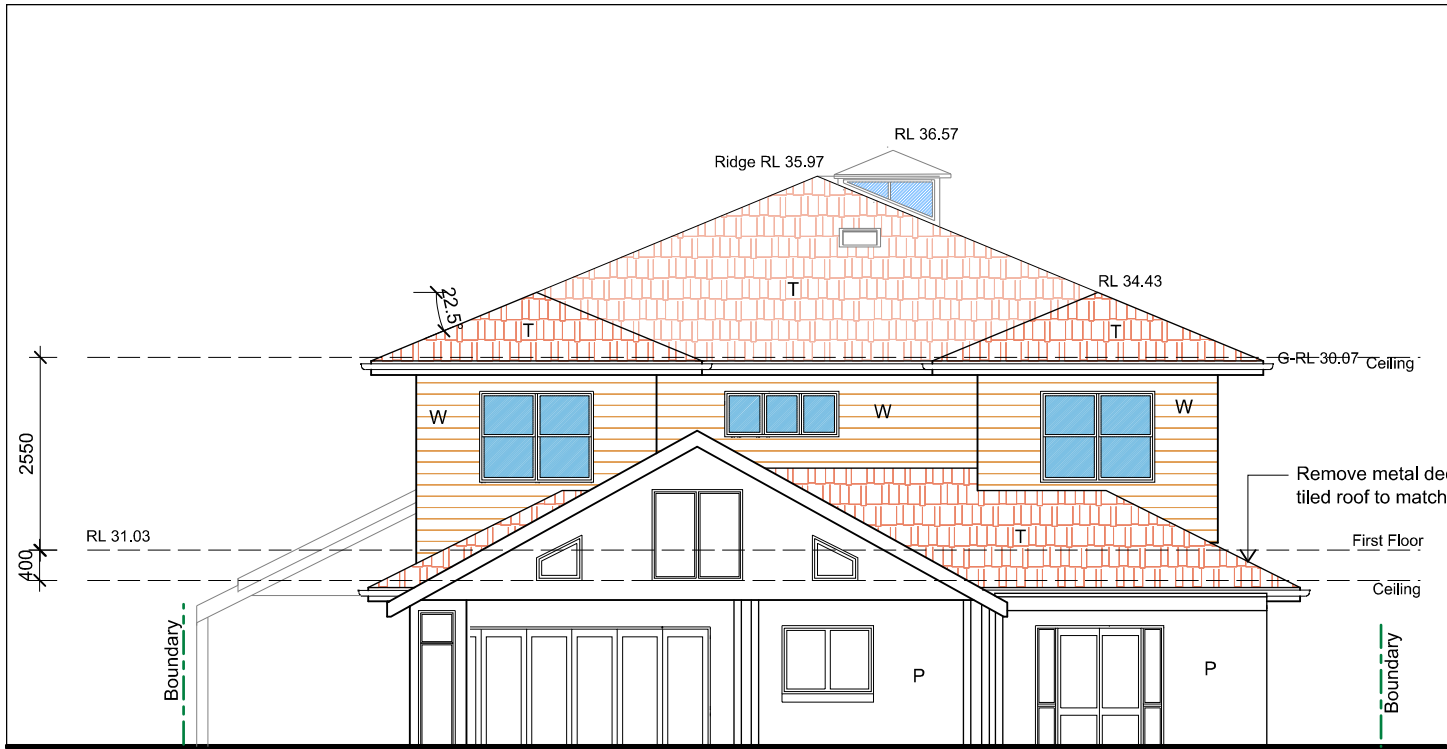 RL 36.57
Ridge RL 35.97
T
RL 34.43
22.5°
T
T
G-RL 30.07
Ceiling
W
W
W
2550
Remove metal
tiled roof to match
RL 31.03
T
First Floor
400
Ceiling
Boundary
P
P
Boundary